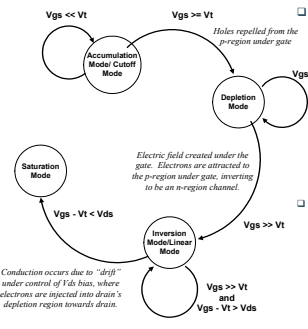 Vgs << Vt
Vgs >= Vt
Holes repelled from the
p-region under gate
Accumulation
Mode/ Cutoff
Mode
Vgs
Depletion
Mode
Electric field created under the
gate. Electrons are attracted to
the p-region under gate, inverting
to be an n-region channel.
Saturation
Mode
Vgs - Vt < Vds
Vgs >> Vt
Inversion
Mode/Linear
Mode
Conduction occurs due to "drift"
under control of Vds bias, where
electrons are injected into drain's
depletion region towards drain.
Vgs >> Vt
and
Vgs - Vt > Vds